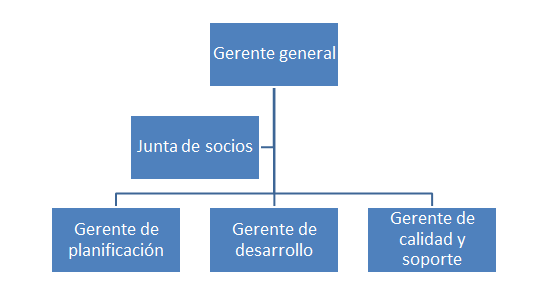 Gerente general
Junta de socios
Gerente de
planificación
Gerente de
desarrollo
Gerente de
calidad y
soporte